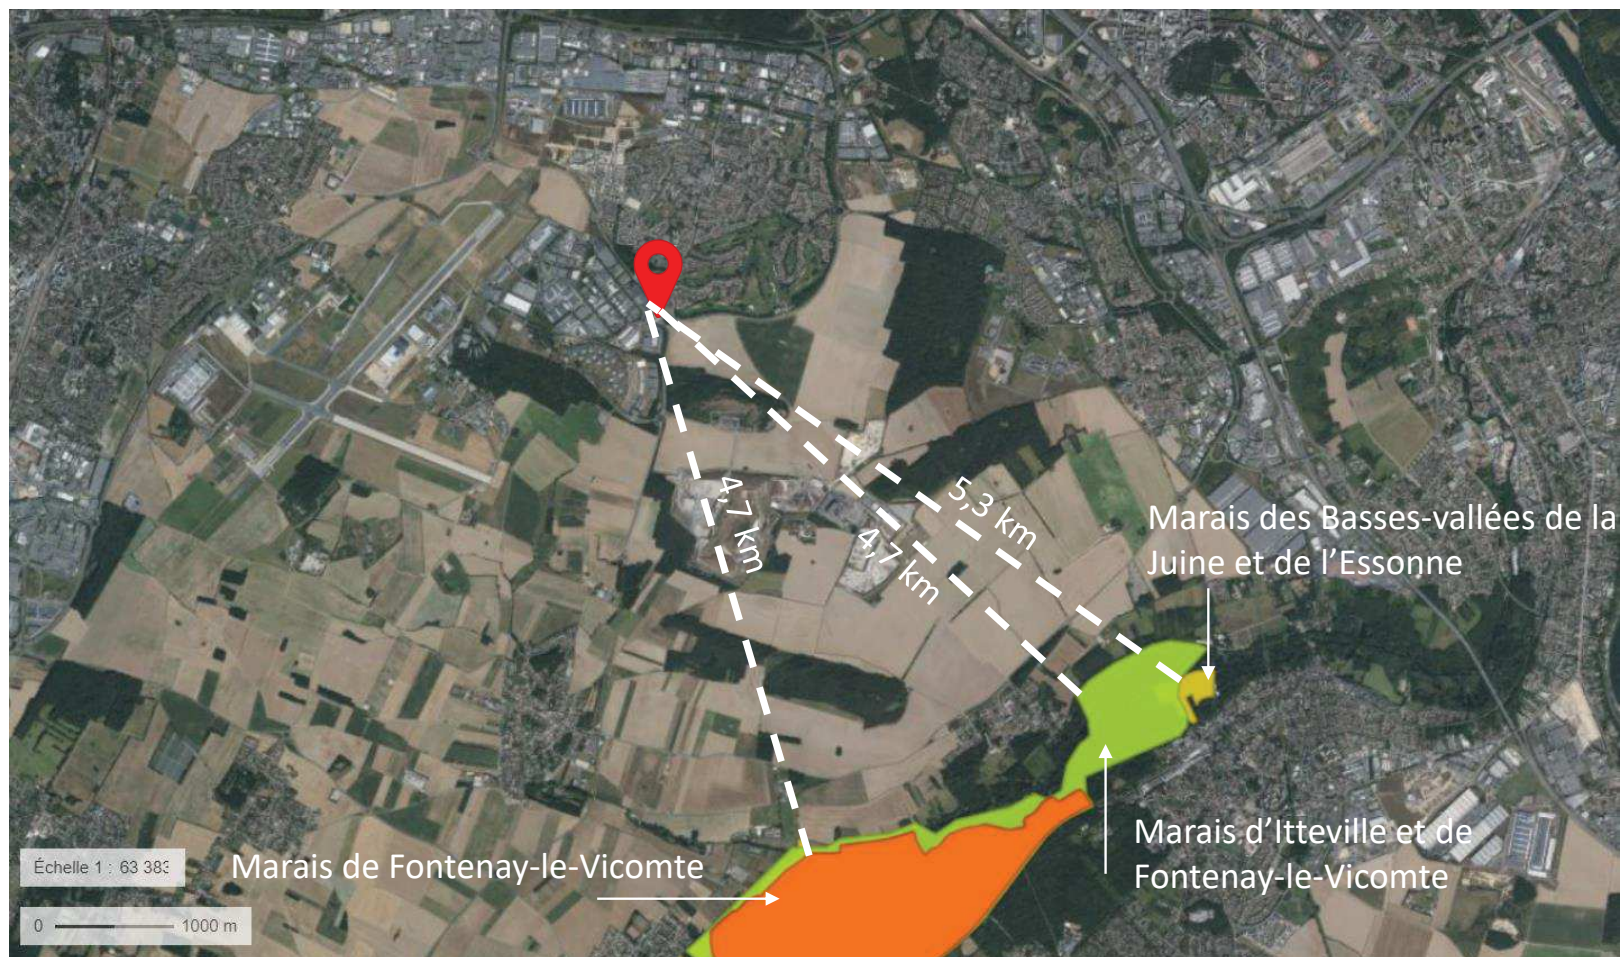 5,3 km
4,7 km
4,7 km
Marais des Basses-vallées de la
Juine et de l'Essonne
Marais d'Itteville et de
Fontenay-le-Vicomte
Marais de Fontenay-le-Vicomte
Échelle 1 : 63 383
0 1000 m